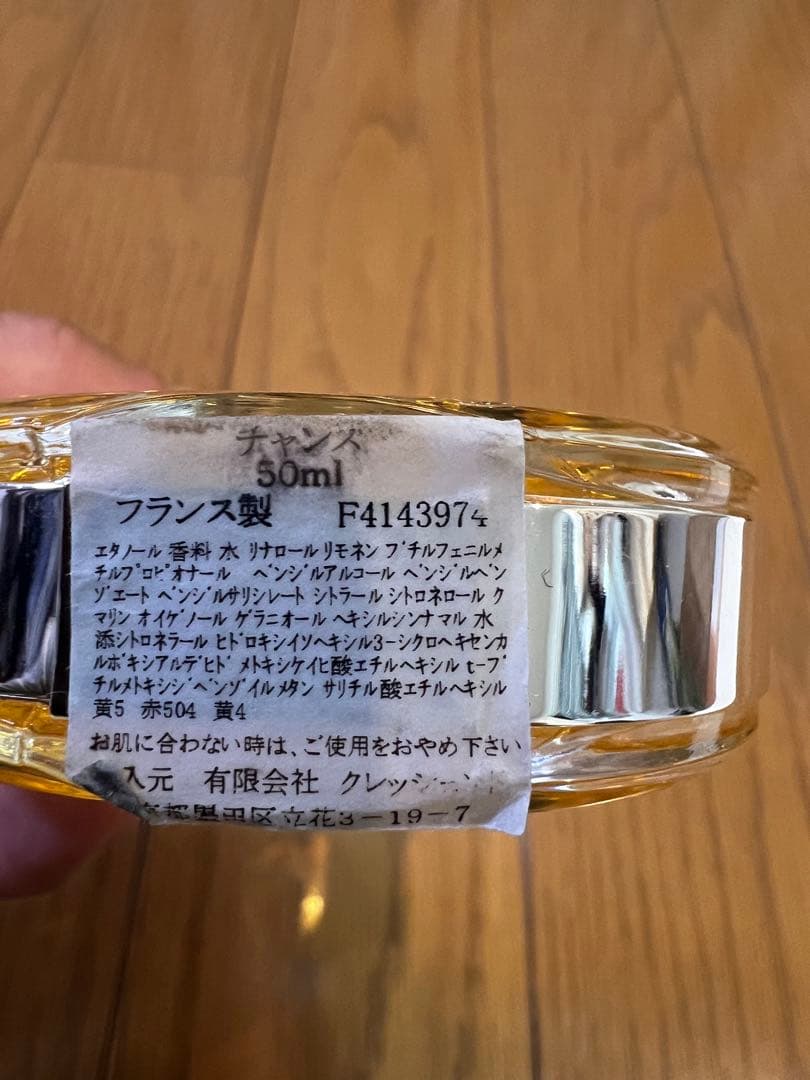 チャンス
50ml
フランス製 F4143974
エタノール 香料 水 リナロール リモネン ブチルフェニルメ
チルプロピオナール ベンジルアルコール ベンジルベン
ゾエート ベンジルサリシレート シトラール シトロネロール ク
マリン オイゲノール ゲラニオール ヘキシルシンナマル 水
添シトロネラール ヒドロキシイソヘキシル3-シクロヘキセンカ
ルボキシアルデヒド メトキシケイヒ酸エチルヘキシル t-ブ
チルメトキシジベンゾイルメタン サリチル酸エチルヘキシル
黄5 赤504 黄4
お肌に合わない時は、ご使用をおやめ下さい
入元 有限会社 クレッシェンド
京都墨田区立花3-19-7